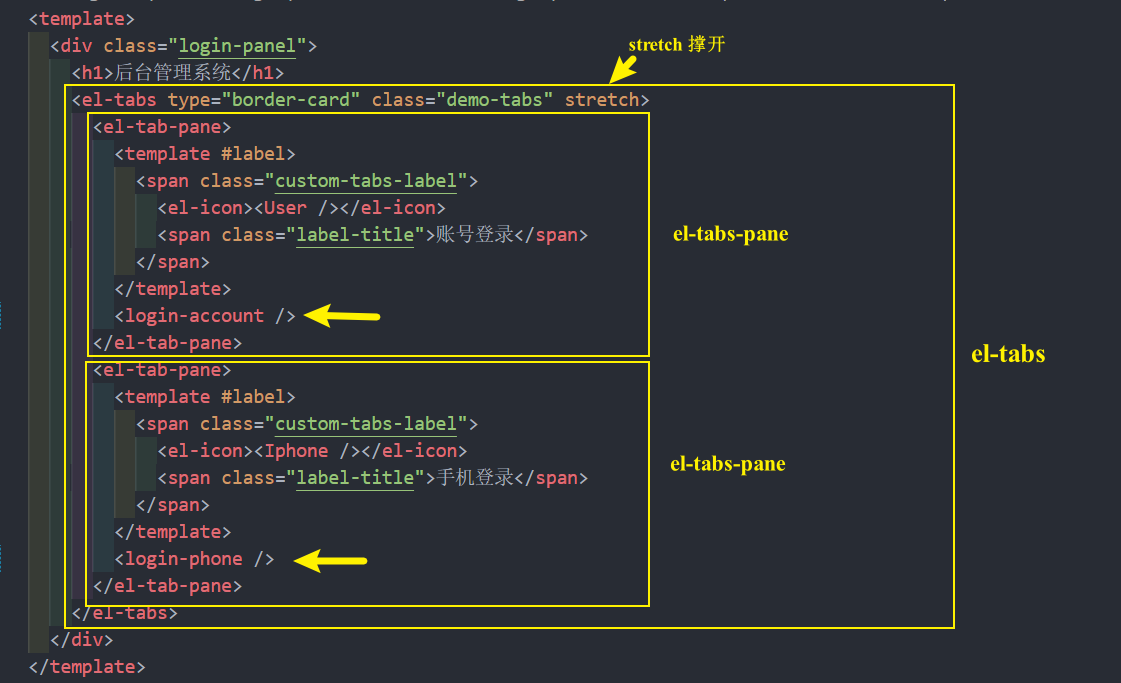 <template>
<div class="login-panel">
stretch 撑开
<h1>后台管理系统</h1>
<el-tabs type="border-card" class="demo-tabs" stretch>
<el-tab-pane>
<template #label>
<span class="custom-tabs-label">
<el-icon><User /></el-icon>
<span class="label-title">账号登录</span>
el-tabs-pane
</span>
</template>
<login-account />
</el-tab-pane>
el-tabs
<el-tab-pane>
<template #label>
<span class="custom-tabs-label">
<el-icon><Iphone /></el-icon>
el-tabs-pane
<span class="label-title">手机登录</span>
</span>
</template>
<login-phone />
</el-tab-pane>
</el-tabs>
</div>
</template>